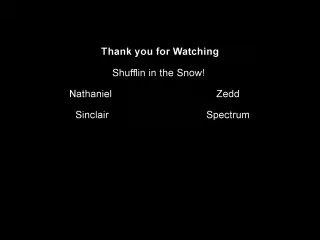 Thank you for Watching
Shufflin in the Snow!
Nathaniel Zedd
Sinclair Spectrum